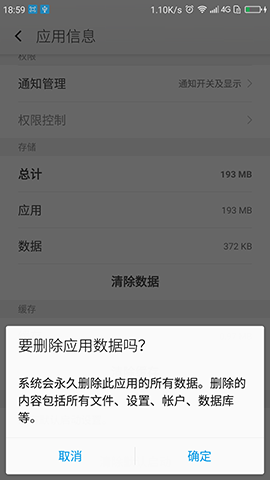 18:59 1.10K/s 4G
应用信息
权限
通知管理 通知开关及显示
权限控制
存储
总计 193 MB
应用 193 MB
数据 372 KB
清除数据
缓存
要删除应用数据吗?
系统会永久删除此应用的所有数据。删除的
内容包括所有文件、设置、帐户、数据库
等。
取消 确定